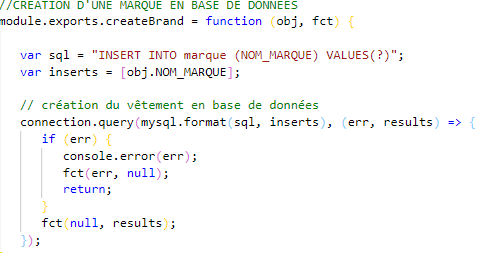 //CREATION D'UNE MARQUE EN BASE DE DONNEES
module.exports.createBrand = function (obj, fct) {
var sql = "INSERT INTO marque (NOM_MARQUE) VALUES(?)";
var inserts = [obj.NOM_MARQUE];
// création du vêtement en base de données
connection.query(mysql.format(sql, inserts), (err, results) => {
if (err) {
console.error(err);
fct(err, null);
return;
}
fct(null, results);
});